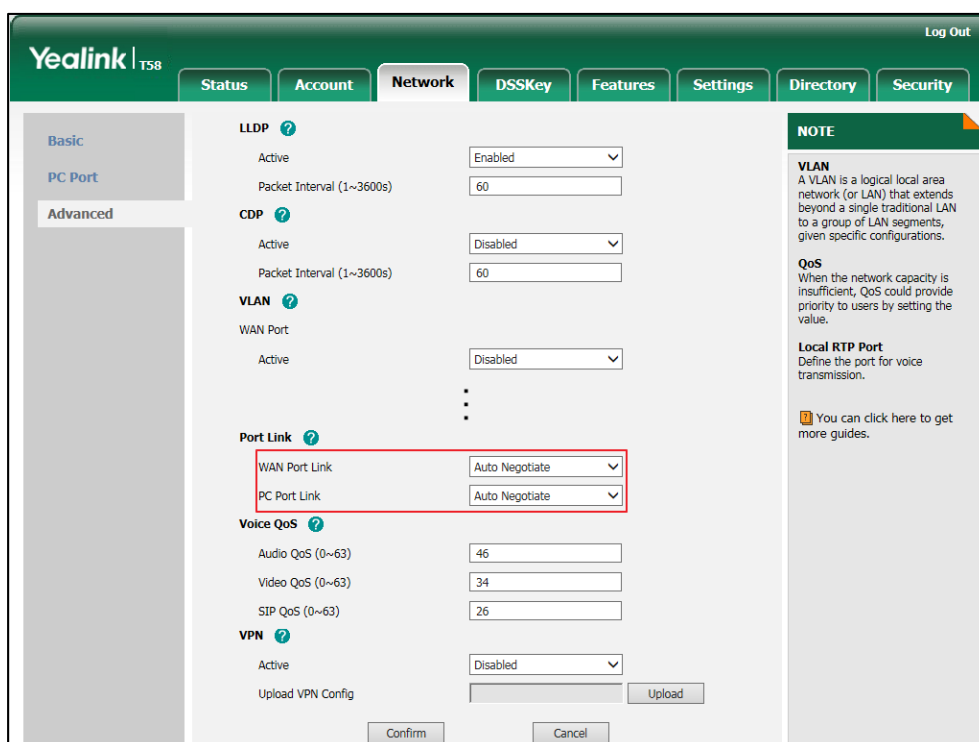 Log Out
Yealink | T58
Status Account Network DSSKey Features Settings Directory Security
Basic
PC Port
Advanced
LLDP ?
Active Enabled
Packet Interval (1~3600s) 60
CDP ?
Active Disabled
Packet Interval (1~3600s) 60
VLAN ?
WAN Port
Active Disabled
Port Link ?
WAN Port Link Auto Negotiate
PC Port Link Auto Negotiate
Voice QoS ?
Audio QoS (0~63) 46
Video QoS (0~63) 34
SIP QoS (0~63) 26
VPN ?
Active Disabled
Upload VPN Config Upload
Confirm Cancel
NOTE
VLAN
A VLAN is a logical local area
network (or LAN) that extends
beyond a single traditional LAN
to a group of LAN segments,
given specific configurations.
QoS
When the network capacity is
insufficient, QoS could provide
priority to users by setting the
value.
Local RTP Port
Define the port for voice
transmission.
? You can click here to get
more guides.